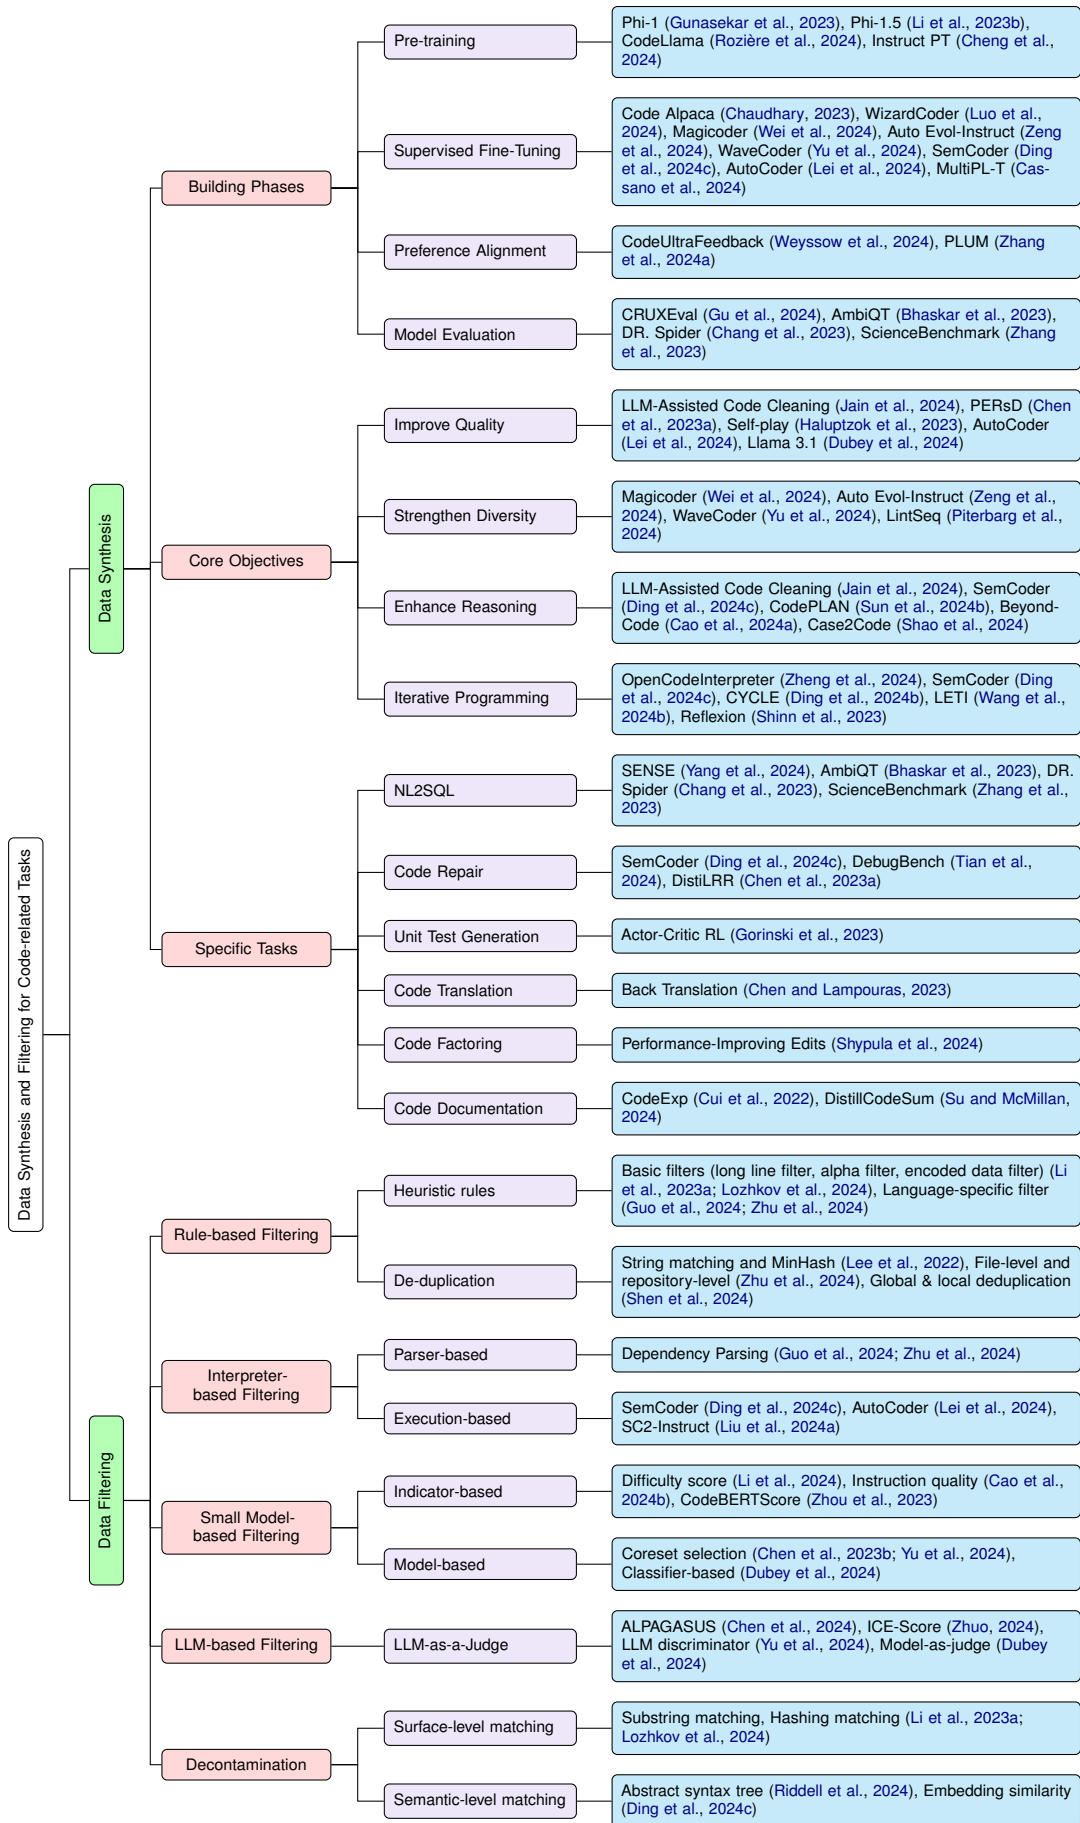 Data Synthesis and Filtering for Code-related Tasks
Data Synthesis
Building Phases
Pre-training
Phi-1 (Gunasekar et al., 2023), Phi-1.5 (Li et al., 2023b),
CodeLlama (Rozière et al., 2024), Instruct PT (Cheng et al.,
2024)
Supervised Fine-Tuning
Code Alpaca (Chaudhary, 2023), WizardCoder (Luo et al.,
2024), Magicoder (Wei et al., 2024), Auto Evol-Instruct (Zeng
et al., 2024), WaveCoder (Yu et al., 2024), SemCoder (Ding
et al., 2024c), AutoCoder (Lei et al., 2024), MultiPL-T (Cas-
sano et al., 2024)
Preference Alignment
CodeUltraFeedback (Weyssow et al., 2024), PLUM (Zhang
et al., 2024a)
Model Evaluation
CRUXEval (Gu et al., 2024), AmbiQT (Bhaskar et al., 2023),
DR. Spider (Chang et al., 2023), ScienceBenchmark (Zhang
et al., 2023)
Core Objectives
Improve Quality
LLM-Assisted Code Cleaning (Jain et al., 2024), PERsD (Chen
et al., 2023a), Self-play (Haluptzok et al., 2023), AutoCoder
(Lei et al., 2024), Llama 3.1 (Dubey et al., 2024)
Strengthen Diversity
Magicoder (Wei et al., 2024), Auto Evol-Instruct (Zeng et al.,
2024), WaveCoder (Yu et al., 2024), LintSeq (Piterbarg et al.,
2024)
Enhance Reasoning
LLM-Assisted Code Cleaning (Jain et al., 2024), SemCoder
(Ding et al., 2024c), CodePLAN (Sun et al., 2024b), Beyond-
Code (Cao et al., 2024a), Case2Code (Shao et al., 2024)
Iterative Programming
OpenCodeInterpreter (Zheng et al., 2024), SemCoder (Ding
et al., 2024c), CYCLE (Ding et al., 2024b), LETI (Wang et al.,
2024b), Reflexion (Shinn et al., 2023)
Specific Tasks
NL2SQL
SENSE (Yang et al., 2024), AmbiQT (Bhaskar et al., 2023), DR.
Spider (Chang et al., 2023), ScienceBenchmark (Zhang et al.,
2023)
Code Repair
SemCoder (Ding et al., 2024c), DebugBench (Tian et al.,
2024), DistiLRR (Chen et al., 2023a)
Unit Test Generation
Actor-Critic RL (Gorinski et al., 2023)
Code Translation
Back Translation (Chen and Lampouras, 2023)
Code Factoring
Performance-Improving Edits (Shypula et al., 2024)
Code Documentation
CodeExp (Cui et al., 2022), DistillCodeSum (Su and McMillan,
2024)
Data Filtering
Rule-based Filtering
Heuristic rules
Basic filters (long line filter, alpha filter, encoded data filter) (Li
et al., 2023a; Lozhkov et al., 2024), Language-specific filter
(Guo et al., 2024; Zhu et al., 2024)
De-duplication
String matching and MinHash (Lee et al., 2022), File-level and
repository-level (Zhu et al., 2024), Global & local deduplication
(Shen et al., 2024)
Interpreter-
based Filtering
Parser-based
Dependency Parsing (Guo et al., 2024; Zhu et al., 2024)
Execution-based
SemCoder (Ding et al., 2024c), AutoCoder (Lei et al., 2024),
SC2-Instruct (Liu et al., 2024a)
Small Model-
based Filtering
Indicator-based
Difficulty score (Li et al., 2024), Instruction quality (Cao et al.,
2024b), CodeBERTScore (Zhou et al., 2023)
Model-based
Coreset selection (Chen et al., 2023b; Yu et al., 2024),
Classifier-based (Dubey et al., 2024)
LLM-based Filtering
LLM-as-a-Judge
ALPAGASUS (Chen et al., 2024), ICE-Score (Zhuo, 2024),
LLM discriminator (Yu et al., 2024), Model-as-judge (Dubey
et al., 2024)
Decontamination
Surface-level matching
Substring matching, Hashing matching (Li et al., 2023a;
Lozhkov et al., 2024)
Semantic-level matching
Abstract syntax tree (Riddell et al., 2024), Embedding similarity
(Ding et al., 2024c)